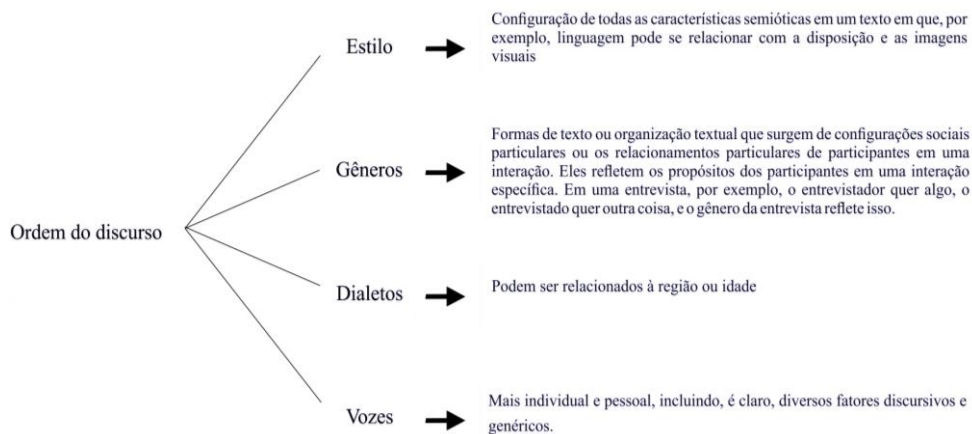 Estilo
Configuração de todas as características semióticas em um texto em que, por
exemplo, linguagem pode se relacionar com a disposição e as imagens
visuais
Gêneros
Formas de texto ou organização textual que surgem de configurações sociais
particulares ou os relacionamentos particulares de participantes em uma
interação. Eles refletem os propósitos dos participantes em uma interação
específica. Em uma entrevista, por exemplo, o entrevistador quer algo, o
entrevistado quer outra coisa, e o gênero da entrevista reflete isso.
Ordem do discurso
Dialetos
Podem ser relacionados à região ou idade
Vozes
Mais individual e pessoal, incluindo, é claro, diversos fatores discursivos e
genéricos.